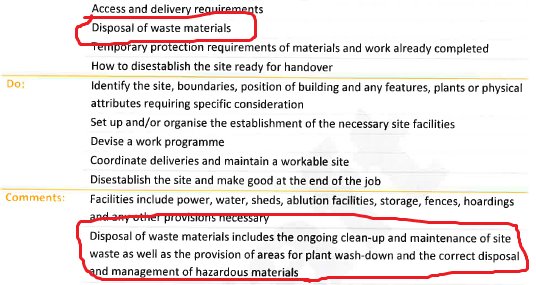 Access and delivery requirements
Disposal of waste materials
Temporary protection requirements of materials and work already completed
How to disestablish the site ready for handover
Do: Identify the site, boundaries, position of building and any features, plants or physical
attributes requiring specific consideration
Set up and/or organise the establishment of the necessary site facilities
Devise a work programme
Coordinate deliveries and maintain a workable site
Disestablish the site and make good at the end of the job
Comments: Facilities include power, water, sheds, ablution facilities, storage, fences, hoardings
and any other provisions necessary
Disposal of waste materials includes the ongoing clean-up and maintenance of site
waste as well as the provision of areas for plant wash-down and the correct disposal
and management of hazardous materials